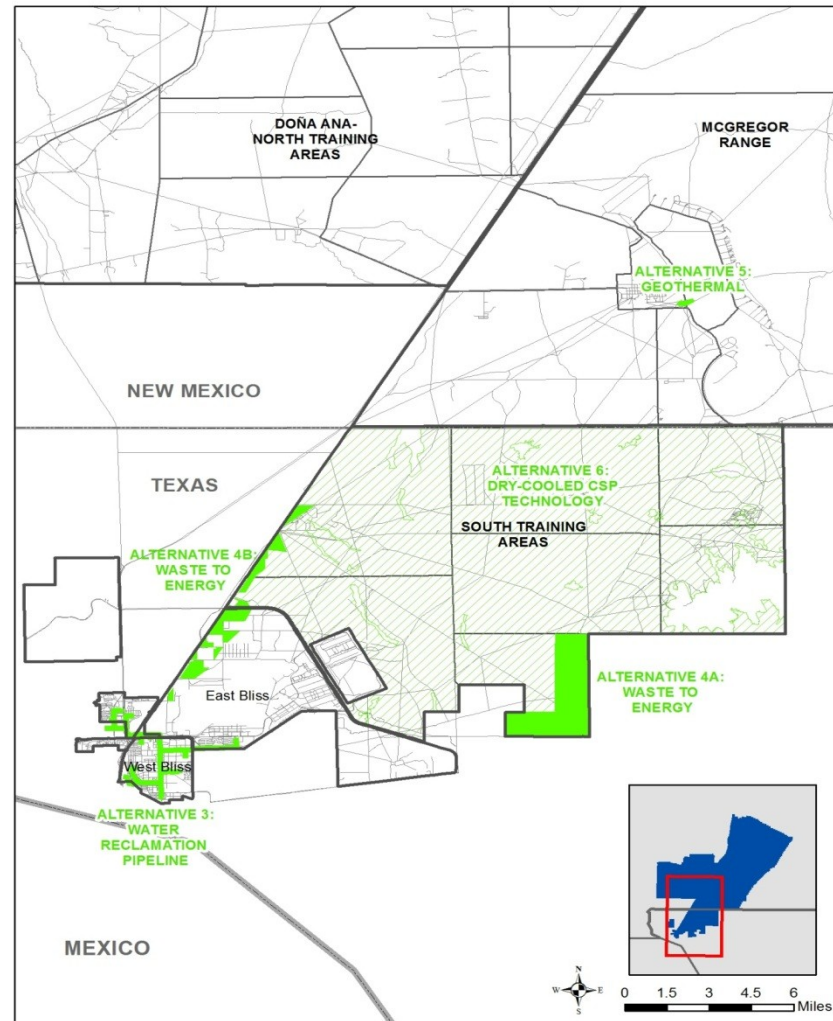 DOÑA ANA-
NORTH TRAINING
AREAS
MCGREGOR
RANGE
ALTERNATIVE 5:
GEOTHERMAL
NEW MEXICO
TEXAS
ALTERNATIVE 6:
DRY-COOLED CSP
TECHNOLOGY
SOUTH TRAINING
AREAS
ALTERNATIVE 4B:
WASTE TO
ENERGY
East Bliss
ALTERNATIVE 4A:
WASTE TO
ENERGY
West Bliss
ALTERNATIVE 3:
WATER
RECLAMATION
PIPELINE
MEXICO
N
W E
S
0 1.5 3 4.5 6
Miles